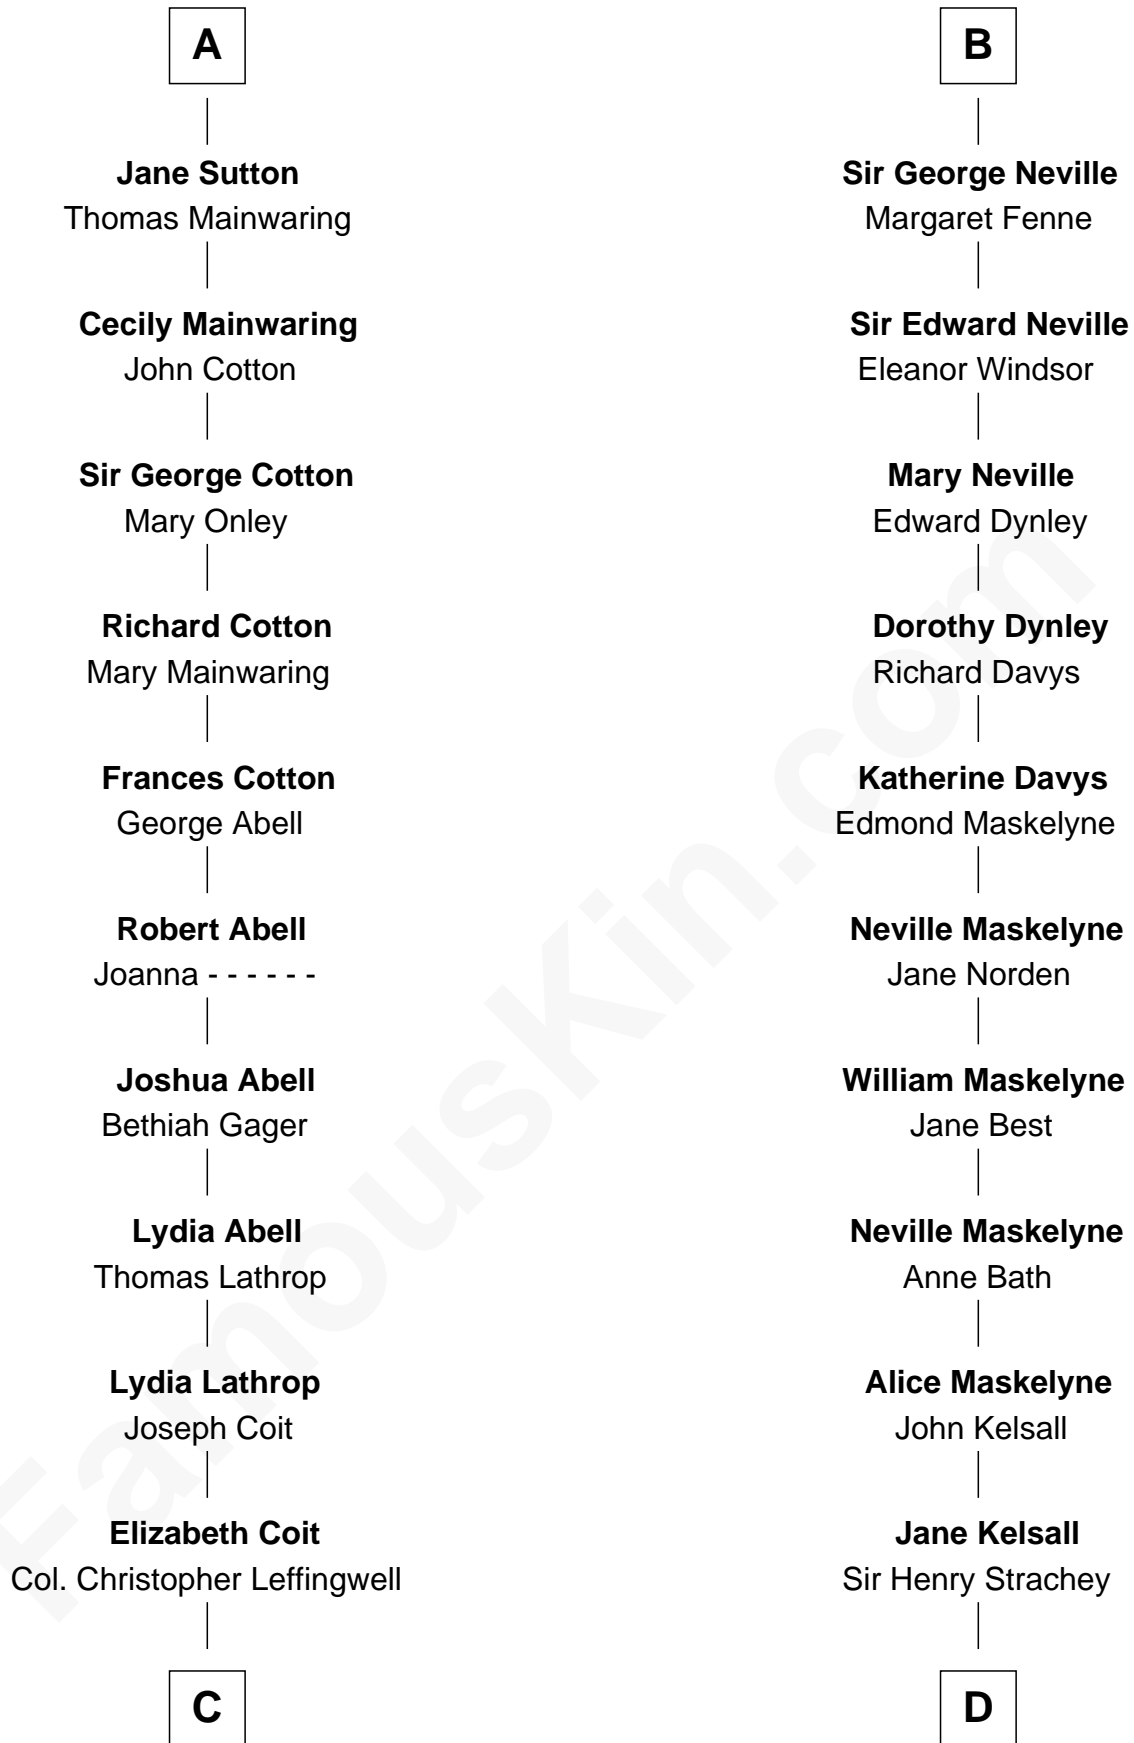 A
Jane Sutton
Thomas Mainwaring
Cecily Mainwaring
John Cotton
Sir George Cotton
Mary Onley
Richard Cotton
Mary Mainwaring
Frances Cotton
George Abell
Robert Abell
Joanna - - - - - -
Joshua Abell
Bethiah Gager
Lydia Abell
Thomas Lathrop
Lydia Lathrop
Joseph Coit
Elizabeth Coit
Col. Christopher Leffingwell
C
B
Sir George Neville
Margaret Fenne
Sir Edward Neville
Eleanor Windsor
Mary Neville
Edward Dynley
Dorothy Dynley
Richard Davys
Katherine Davys
Edmond Maskelyne
Neville Maskelyne
Jane Norden
William Maskelyne
Jane Best
Neville Maskelyne
Anne Bath
Alice Maskelyne
John Kelsall
Jane Kelsall
Sir Henry Strachey
D
FamousKin.com